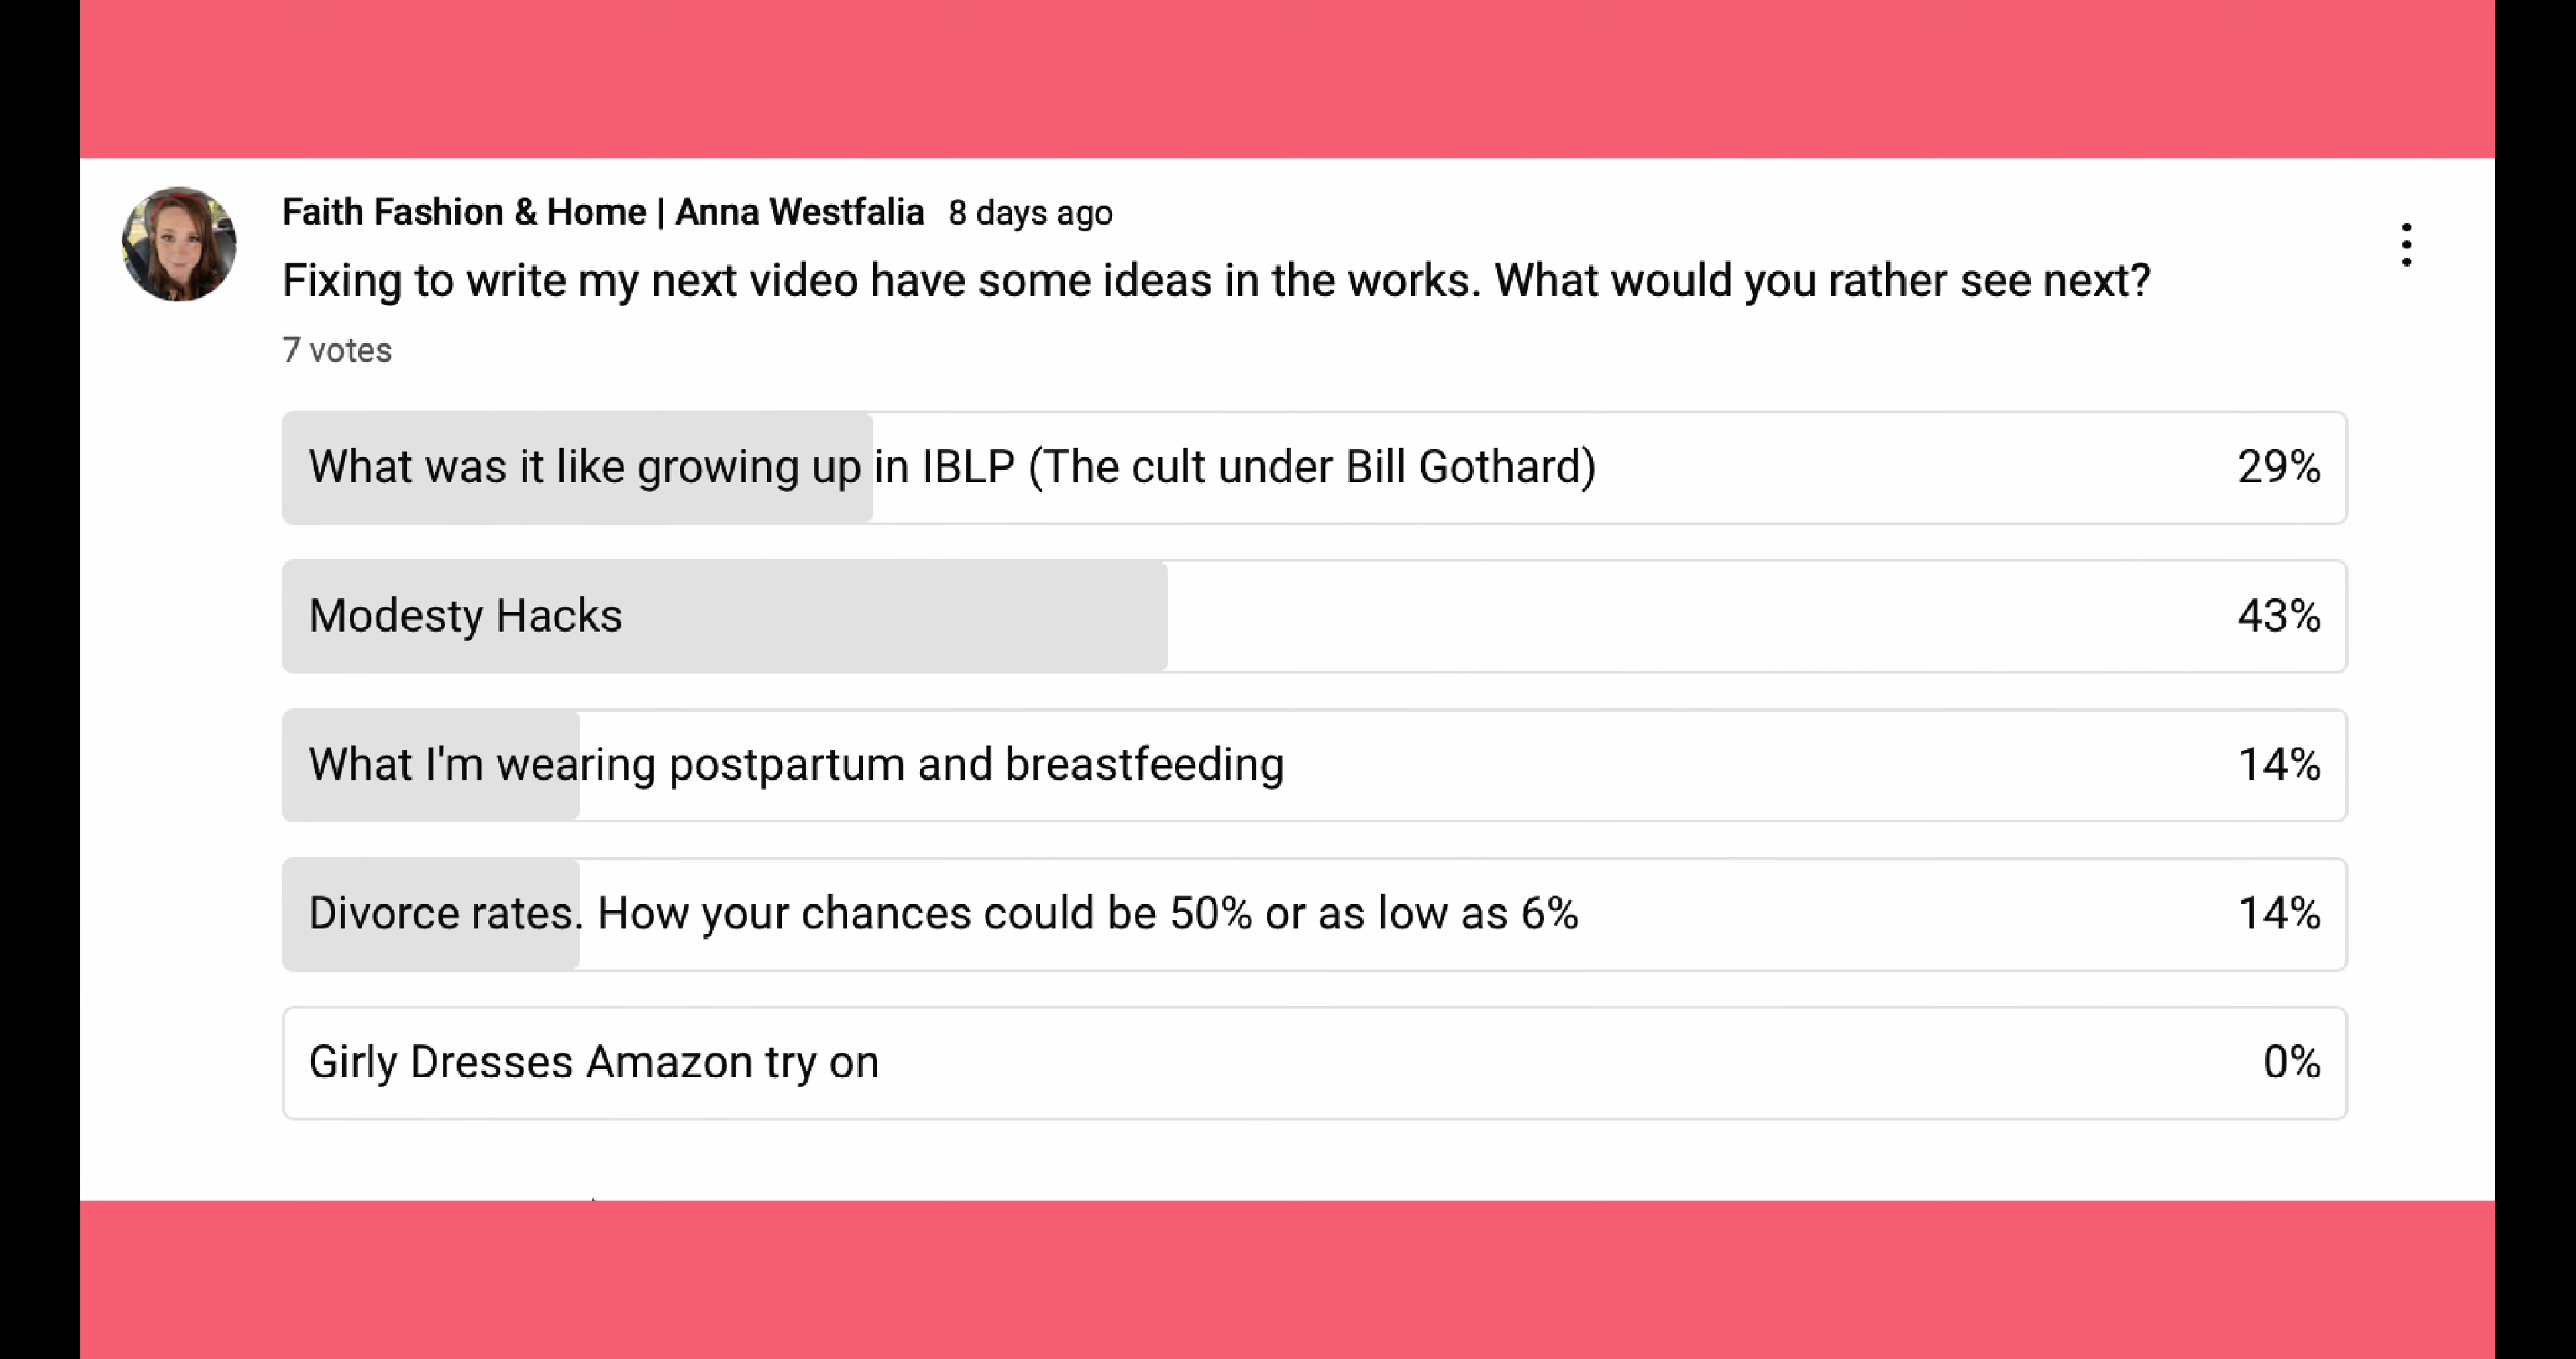 Faith Fashion & Home | Anna Westfalia 8 days ago
Fixing to write my next video have some ideas in the works. What would you rather see next?
7 votes
What was it like growing up in IBLP (The cult under Bill Gothard) 29%
Modesty Hacks 43%
What I'm wearing postpartum and breastfeeding 14%
Divorce rates. How your chances could be 50% or as low as 6% 14%
Girly Dresses Amazon try on 0%